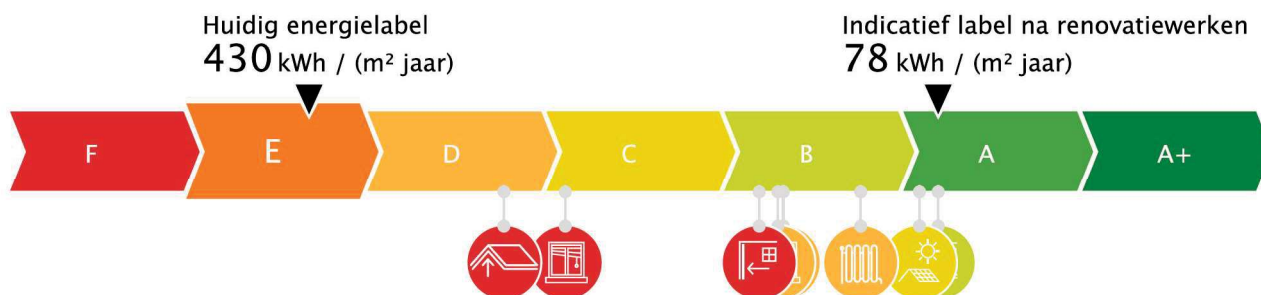 Huidig energielabel
430 kWh / (m² jaar)
Indicatief label na renovatiewerken
78 kWh / (m² jaar)
F E D C B A A+